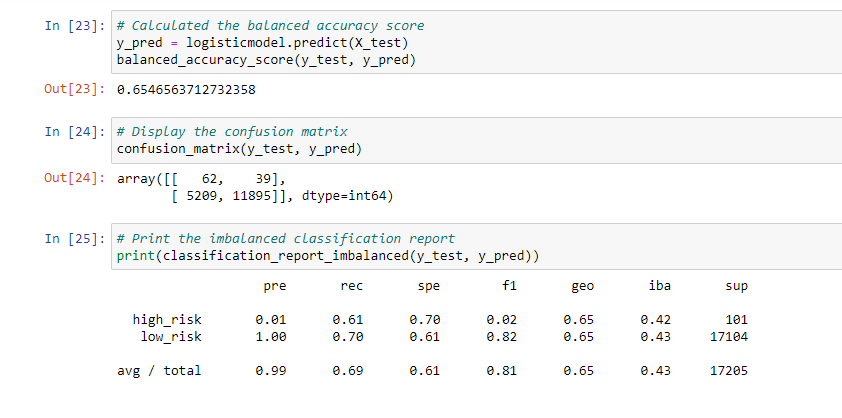 In [23]: # Calculated the balanced accuracy score
y_pred = logisticmodel.predict(X_test)
balanced_accuracy_score(y_test, y_pred)
Out[23]: 0.6546563712732358
In [24]: # Display the confusion matrix
confusion_matrix(y_test, y_pred)
Out[24]: array([[   62,    39],
       [ 5209, 11895]], dtype=int64)
In [25]: # Print the imbalanced classification report
print(classification_report_imbalanced(y_test, y_pred))
pre rec spe f1 geo iba sup
high_risk 0.01 0.61 0.70 0.02 0.65 0.42 101
low_risk 1.00 0.70 0.61 0.82 0.65 0.43 17104
avg / total 0.99 0.69 0.61 0.81 0.65 0.43 17205